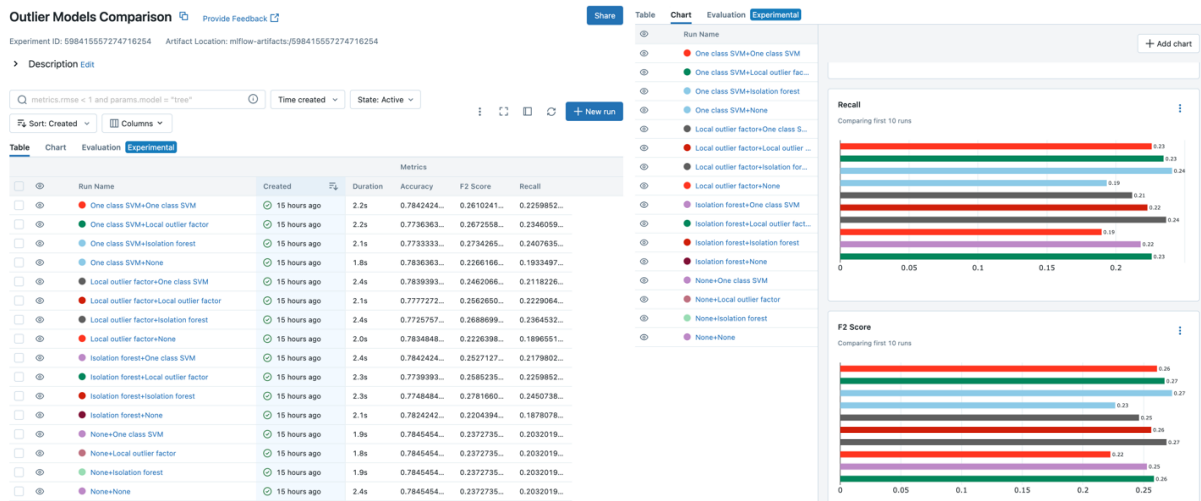 Outlier Models Comparison Provide Feedback Share
Experiment ID: 598415557274716254 Artifact Location: mlflow-artifacts:/598415557274716254
Description Edit
metrics.rmse < 1 and params.model = "tree" Time created State: Active
+ New run
Sort: Created Columns
Table Chart Evaluation Experimental
Metrics
Run Name Created Duration Accuracy F2 Score Recall
One class SVM+One class SVM 15 hours ago 2.2s 0.7842424... 0.2610241... 0.2259852...
One class SVM+Local outlier factor 15 hours ago 2.2s 0.7736363... 0.2672558... 0.2346059...
One class SVM+Isolation forest 15 hours ago 2.1s 0.7733333... 0.2734265... 0.2407635...
One class SVM+None 15 hours ago 1.8s 0.7836363... 0.2266166... 0.1933497...
Local outlier factor+One class SVM 15 hours ago 2.4s 0.7839393... 0.2462066... 0.2118226...
Local outlier factor+Local outlier factor 15 hours ago 2.1s 0.7777272... 0.2562650... 0.2229064...
Local outlier factor+Isolation forest 15 hours ago 2.4s 0.7725757... 0.2688699... 0.2364532...
Local outlier factor+None 15 hours ago 2.0s 0.7834848... 0.2226398... 0.1896551...
Isolation forest+One class SVM 15 hours ago 2.4s 0.7842424... 0.2527127... 0.2179802...
Isolation forest+Local outlier factor 15 hours ago 2.3s 0.7739393... 0.2585235... 0.2259852...
Isolation forest+Isolation forest 15 hours ago 2.3s 0.7748484... 0.2781660... 0.2450738...
Isolation forest+None 15 hours ago 2.1s 0.7824242... 0.2204394... 0.1878078...
None+One class SVM 15 hours ago 1.9s 0.7845454... 0.2372735... 0.2032019...
None+Local outlier factor 15 hours ago 1.8s 0.7845454... 0.2372735... 0.2032019...
None+Isolation forest 15 hours ago 1.9s 0.7845454... 0.2372735... 0.2032019...
None+None 15 hours ago 2.4s 0.7845454... 0.2372735... 0.2032019...
Table Chart Evaluation Experimental
Run Name
One class SVM+One class SVM
One class SVM+Local outlier fac...
One class SVM+Isolation forest
One class SVM+None
Local outlier factor+One class S...
Local outlier factor+Local outlier ...
Local outlier factor+Isolation for...
Local outlier factor+None
Isolation forest+One class SVM
Isolation forest+Local outlier fact...
Isolation forest+Isolation forest
Isolation forest+None
None+One class SVM
None+Local outlier factor
None+Isolation forest
None+None
+ Add chart
Recall
Comparing first 10 runs
0.23
0.23
0.24
0.19
0.21
0.22
0.24
0.19
0.22
0.23
0 0.05 0.1 0.15 0.2
F2 Score
Comparing first 10 runs
0.26
0.27
0.27
0.23
0.25
0.26
0.27
0.22
0.25
0.26
0 0.05 0.1 0.15 0.2 0.25